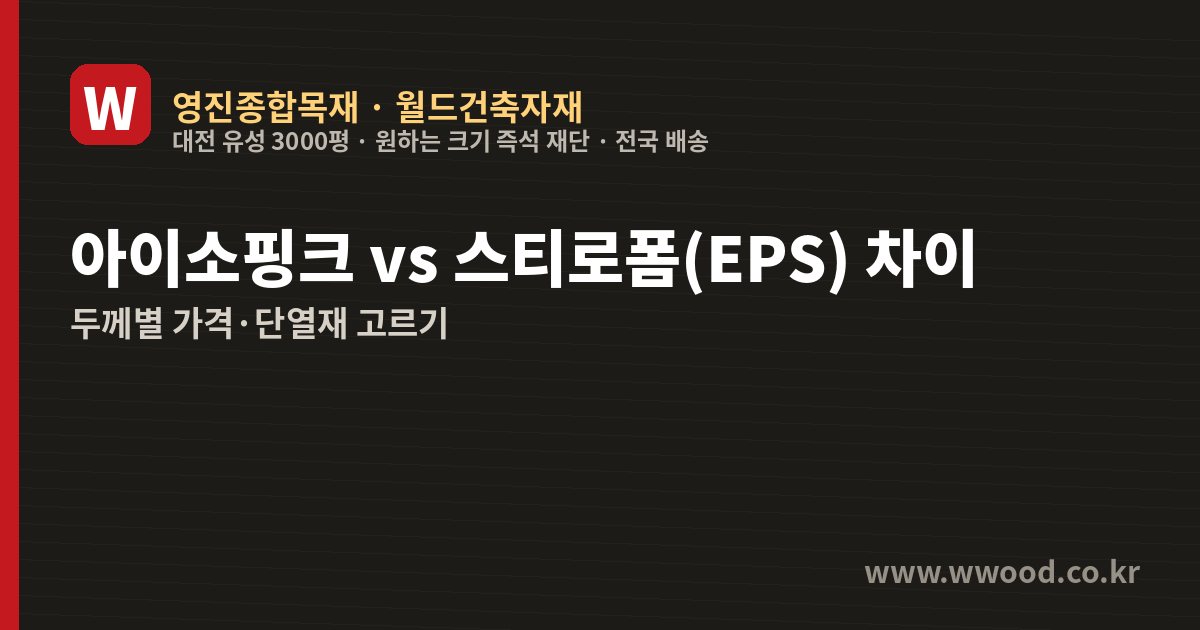 W
영진종합목재 · 월드건축자재
대전 유성 3000평 · 원하는 크기 즉석 재단 · 전국 배송
아이소핑크 vs 스티로폼(EPS) 차이
두께별 가격·단열재 고르기
www.wwood.co.kr